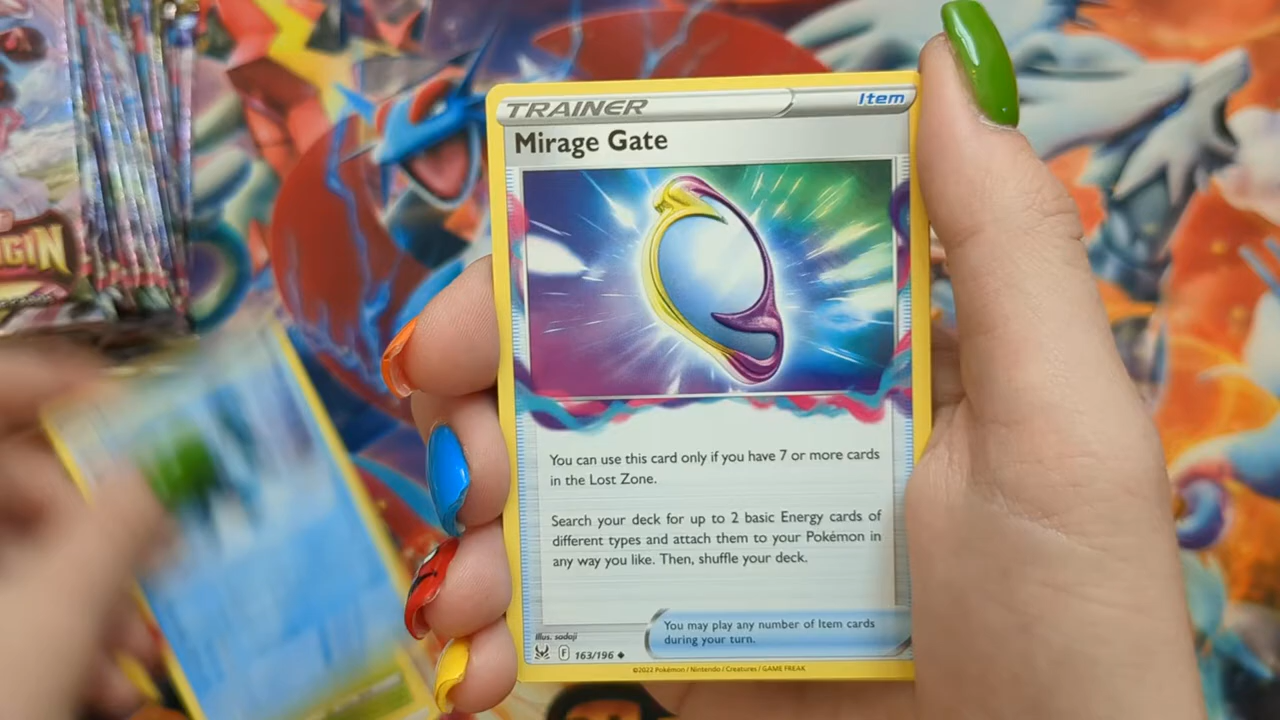 TRAINER
Item
Mirage Gate
You can use this card only if you have 7 or more cards
in the Lost Zone.
Search your deck for up to 2 basic Energy cards of
different types and attach them to your Pokémon in
any way you like. Then, shuffle your deck.
You may play any number of Item cards
during your turn.
Illus. sadaji
F 163/196
©2022 Pokémon / Nintendo / Creatures / GAME FREAK